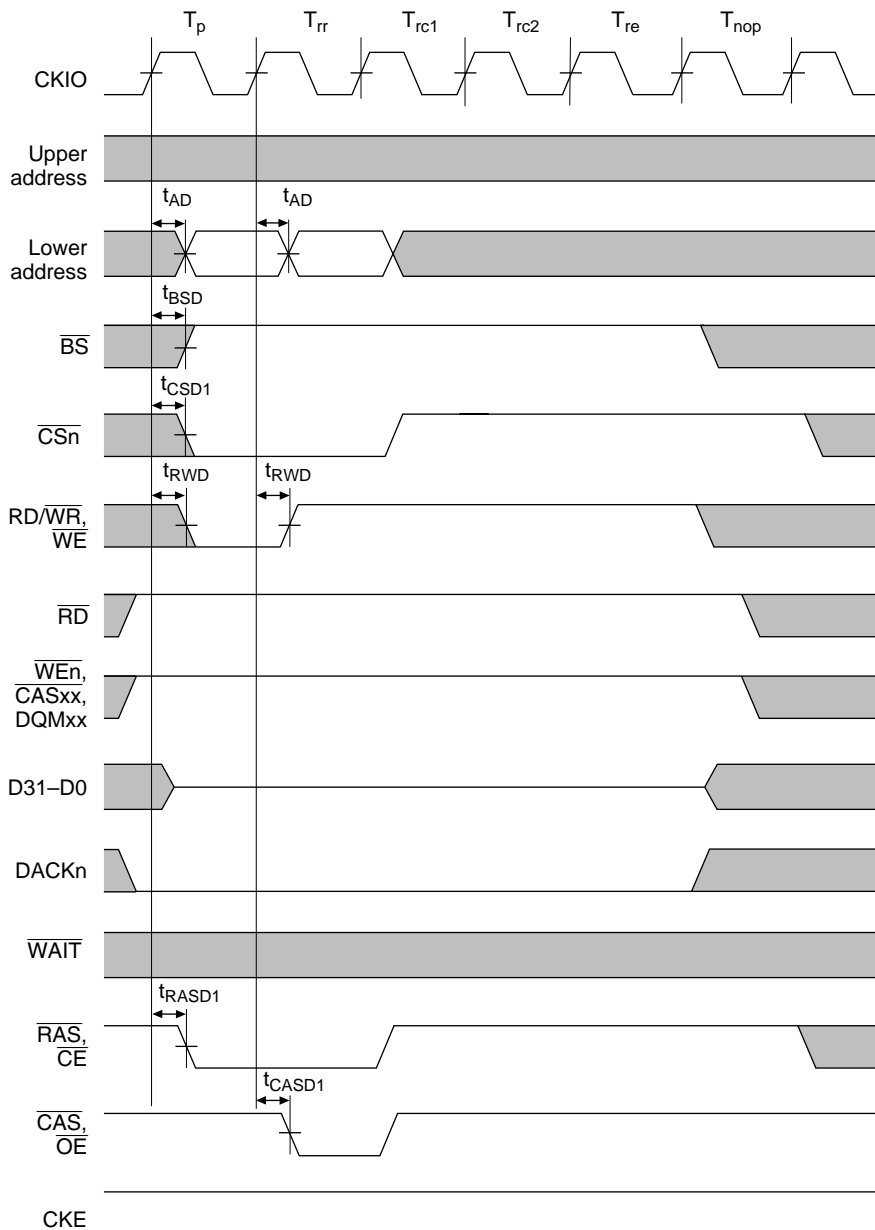 Tp Trr Trc1 Trc2 Tre Tnop
CKIO
Upper
address
tAD tAD
Lower
address
tBSD
BS
tCSD1
CSn
tRWD tRWD
RD/WR,
WE
RD
WEn,
CASxx,
DQMxx
D31–D0
DACKn
WAIT
tRASD1
RAS,
CE
tCASD1
CAS,
OE
CKE